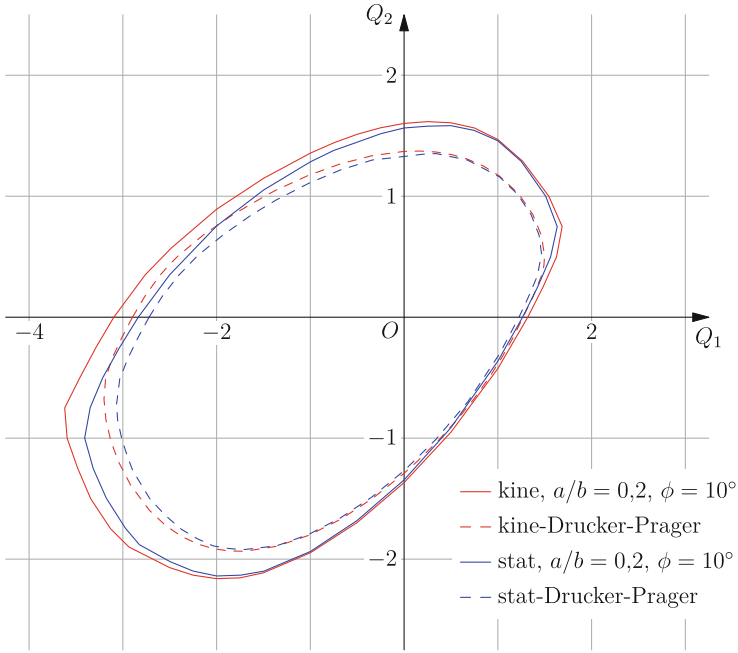 Q₂
2
1
−4
−2
O
2
Q₁
−1
kine, a/b = 0,2, ϕ = 10°
kine-Drucker-Prager
−2
stat, a/b = 0,2, ϕ = 10°
stat-Drucker-Prager